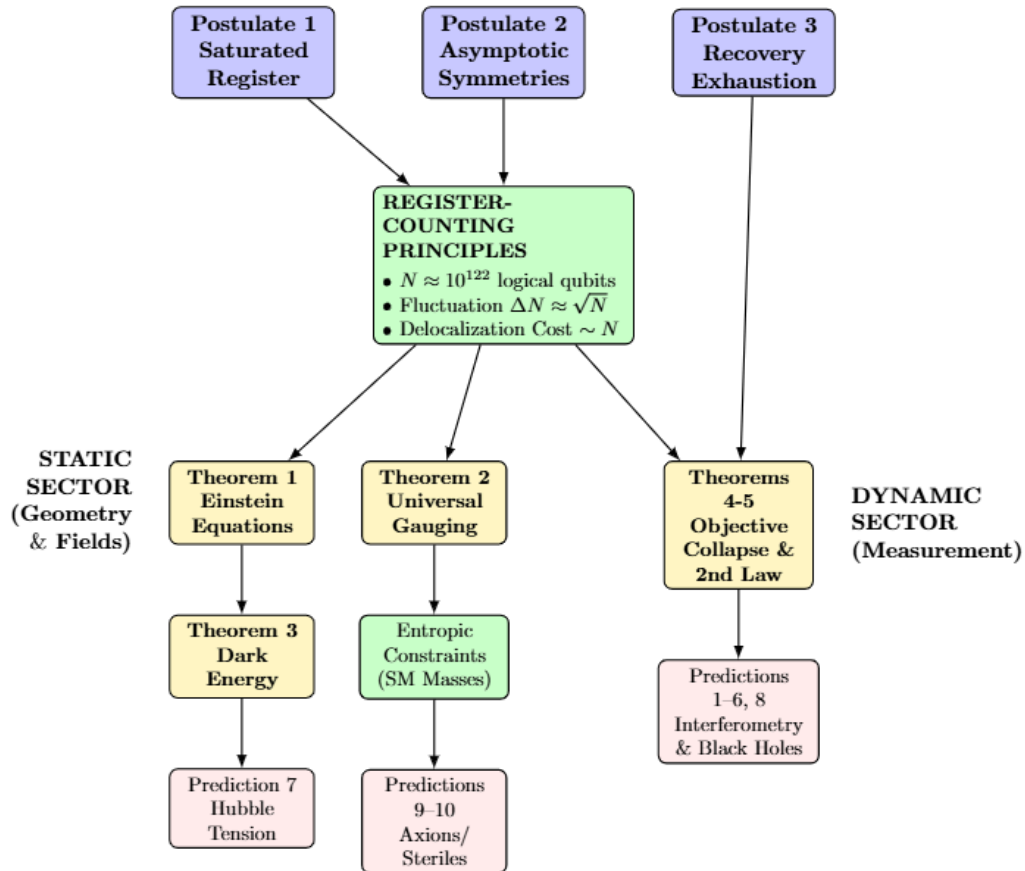 Postulate 1
Saturated
Register
Postulate 2
Asymptotic
Symmetries
Postulate 3
Recovery
Exhaustion
REGISTER-
COUNTING
PRINCIPLES
• N ≈ 10¹²² logical qubits
• Fluctuation ΔN ≈ √N
• Delocalization Cost ∼ N
STATIC
SECTOR
(Geometry
& Fields)
Theorem 1
Einstein
Equations
Theorem 2
Universal
Gauging
Theorems
4-5
Objective
Collapse &
2nd Law
DYNAMIC
SECTOR
(Measurement)
Theorem 3
Dark
Energy
Entropic
Constraints
(SM Masses)
Predictions
1–6, 8
Interferometry
& Black Holes
Prediction 7
Hubble
Tension
Predictions
9–10
Axions/
Steriles